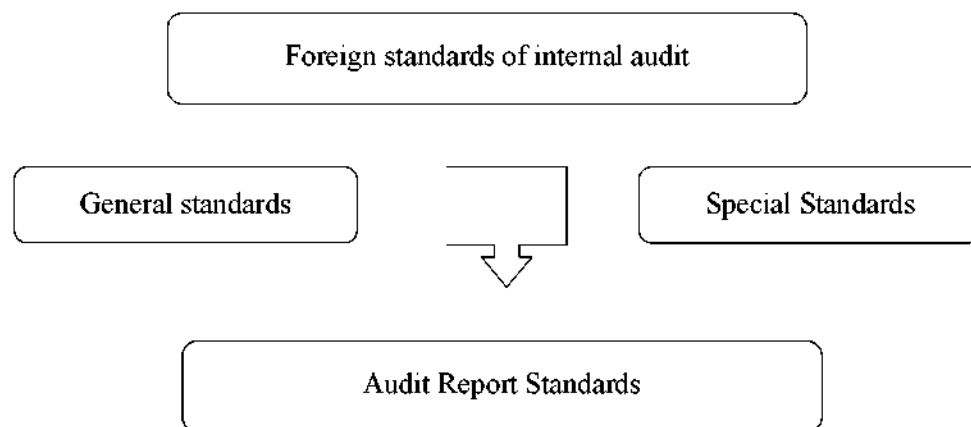 Foreign standards of internal audit
General standards
Special Standards
Audit Report Standards